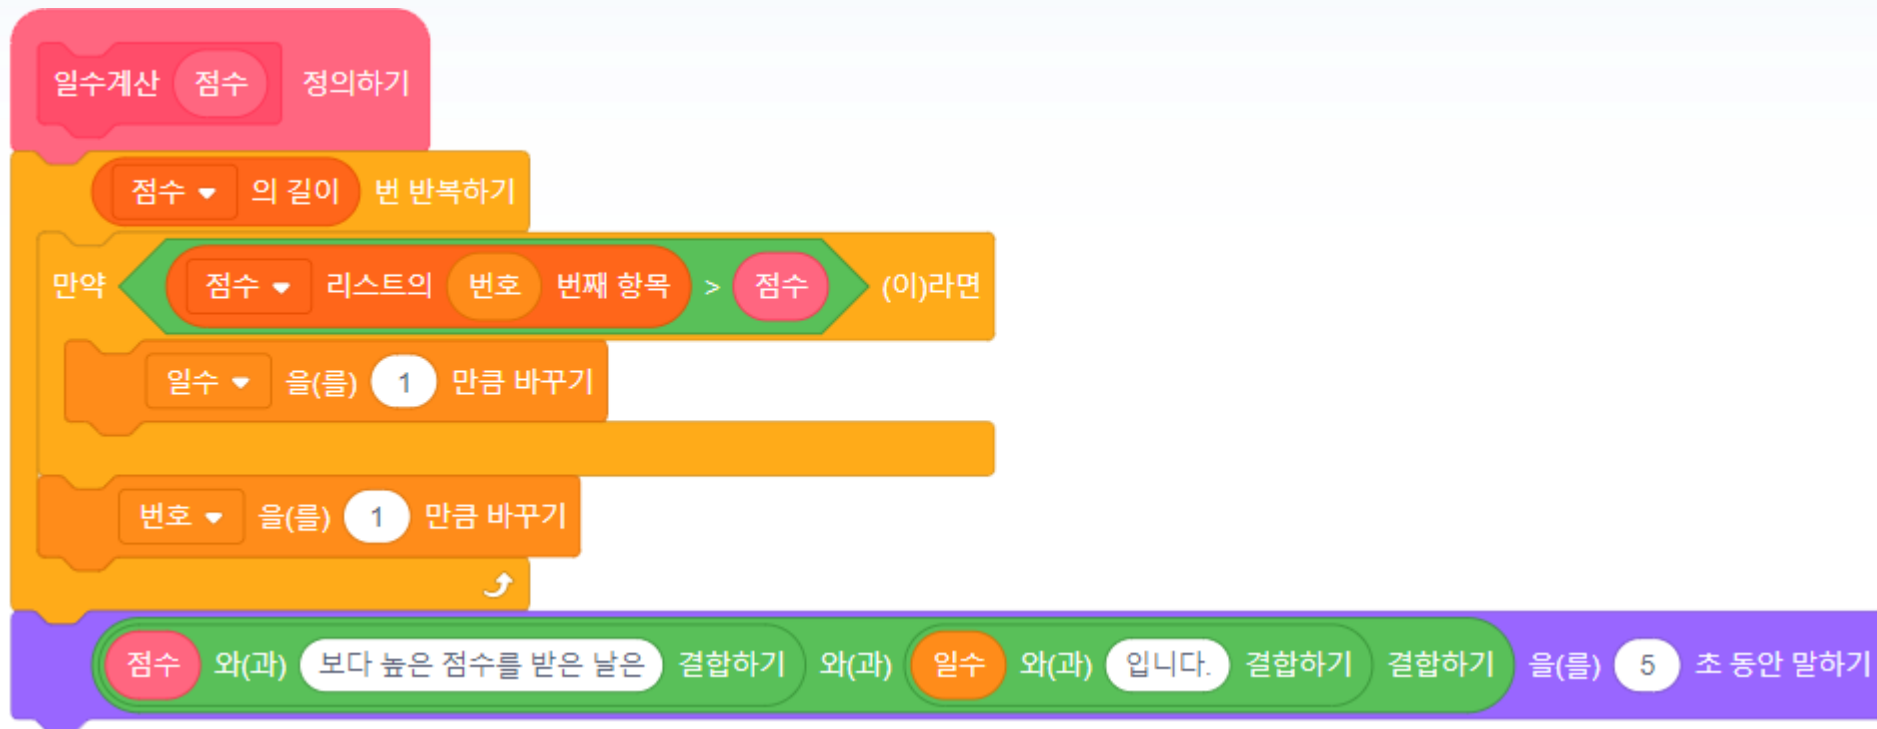 일수계산 점수 정의하기
점수 의 길이 번 반복하기
만약 점수 리스트의 번호 번째 항목 > 점수 (이)라면
일수 을(를) 1 만큼 바꾸기
번호 을(를) 1 만큼 바꾸기
점수 와(과) 보다 높은 점수를 받은 날은 결합하기 와(과) 일수 와(과) 입니다. 결합하기 결합하기 을(를) 5 초 동안 말하기